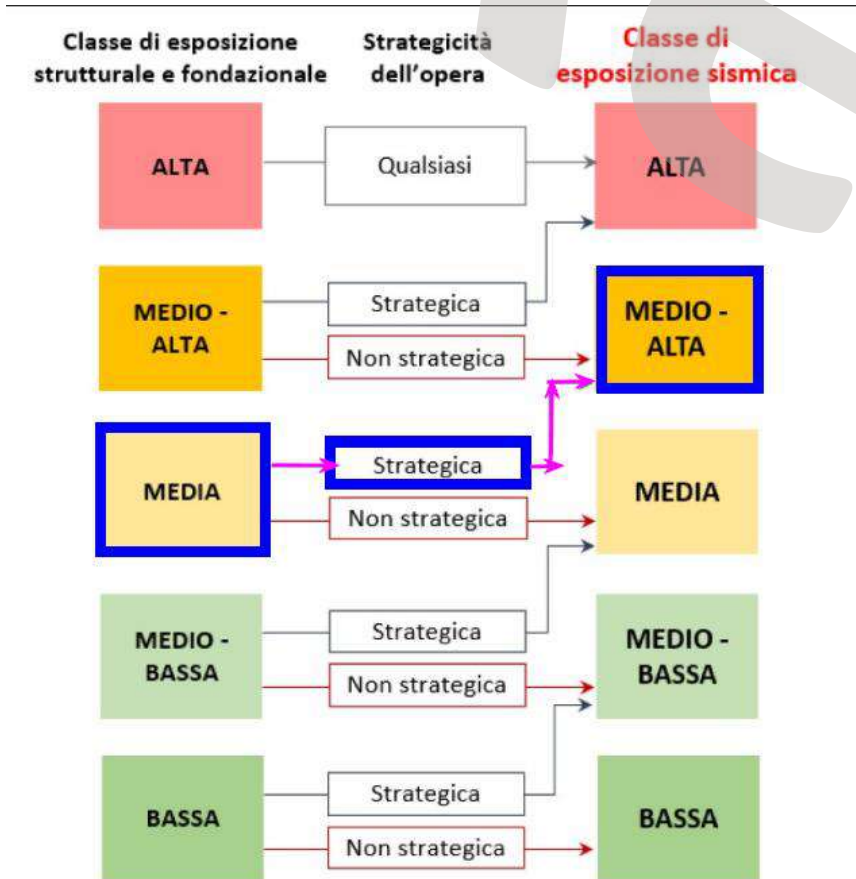 Classe di esposizione
strutturale e fondazionale
Strategicità
dell'opera
Classe di
esposizione sismica
ALTA
Qualsiasi
ALTA
MEDIO -
ALTA
Strategica
Non strategica
MEDIO -
ALTA
MEDIA
Strategica
Non strategica
MEDIA
MEDIO -
BASSA
Strategica
Non strategica
MEDIO -
BASSA
BASSA
Strategica
Non strategica
BASSA